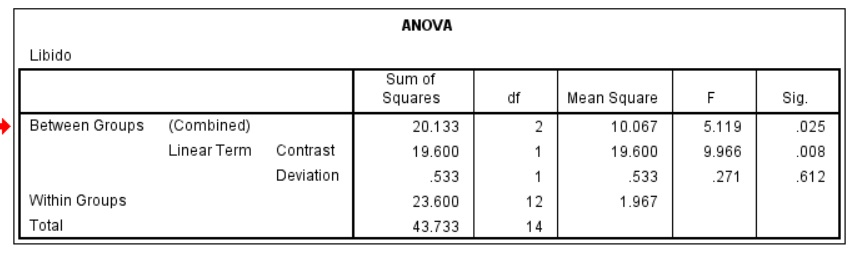 ANOVA
Libido
Sum of Squares df Mean Square F Sig.
Between Groups (Combined) 20.133 2 10.067 5.119 .025
Linear Term Contrast 19.600 1 19.600 9.966 .008
Deviation .533 1 .533 .271 .612
Within Groups 23.600 12 1.967
Total 43.733 14